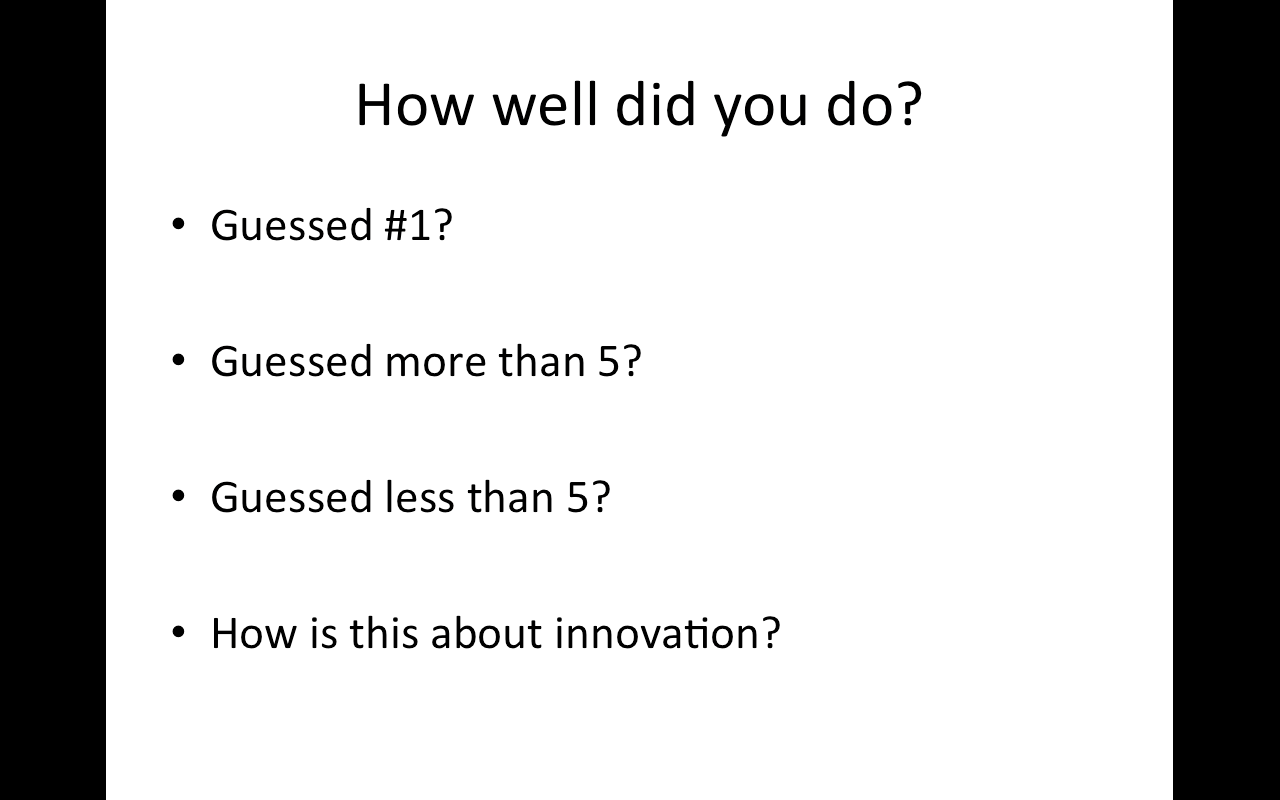 How well did you do?
• Guessed #1?
• Guessed more than 5?
• Guessed less than 5?
• How is this about innovation?